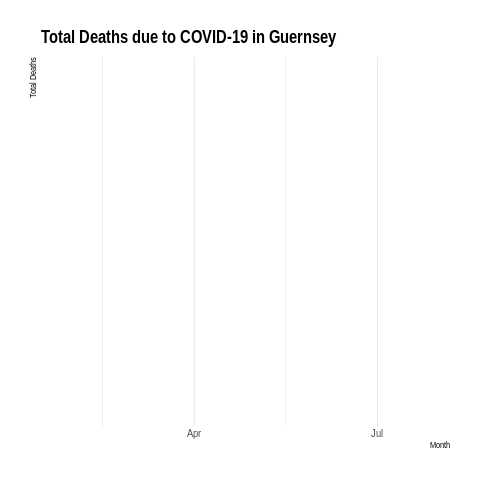 Total Deaths due to COVID-19 in Guernsey
Total Deaths
Apr
Jul
Month